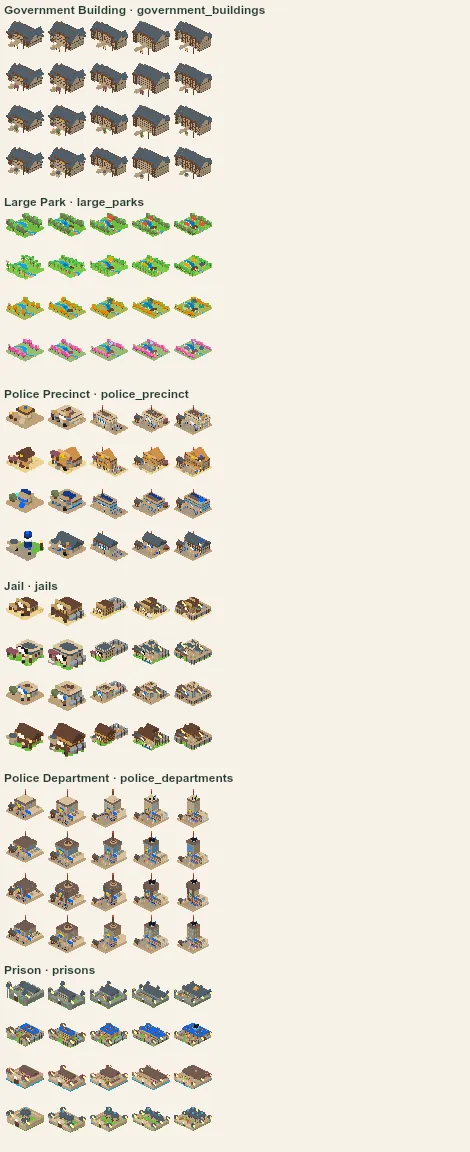 Government Building · government_buildings
Large Park · large_parks
Police Precinct · police_precinct
Jail · jails
Police Department · police_departments
Prison · prisons